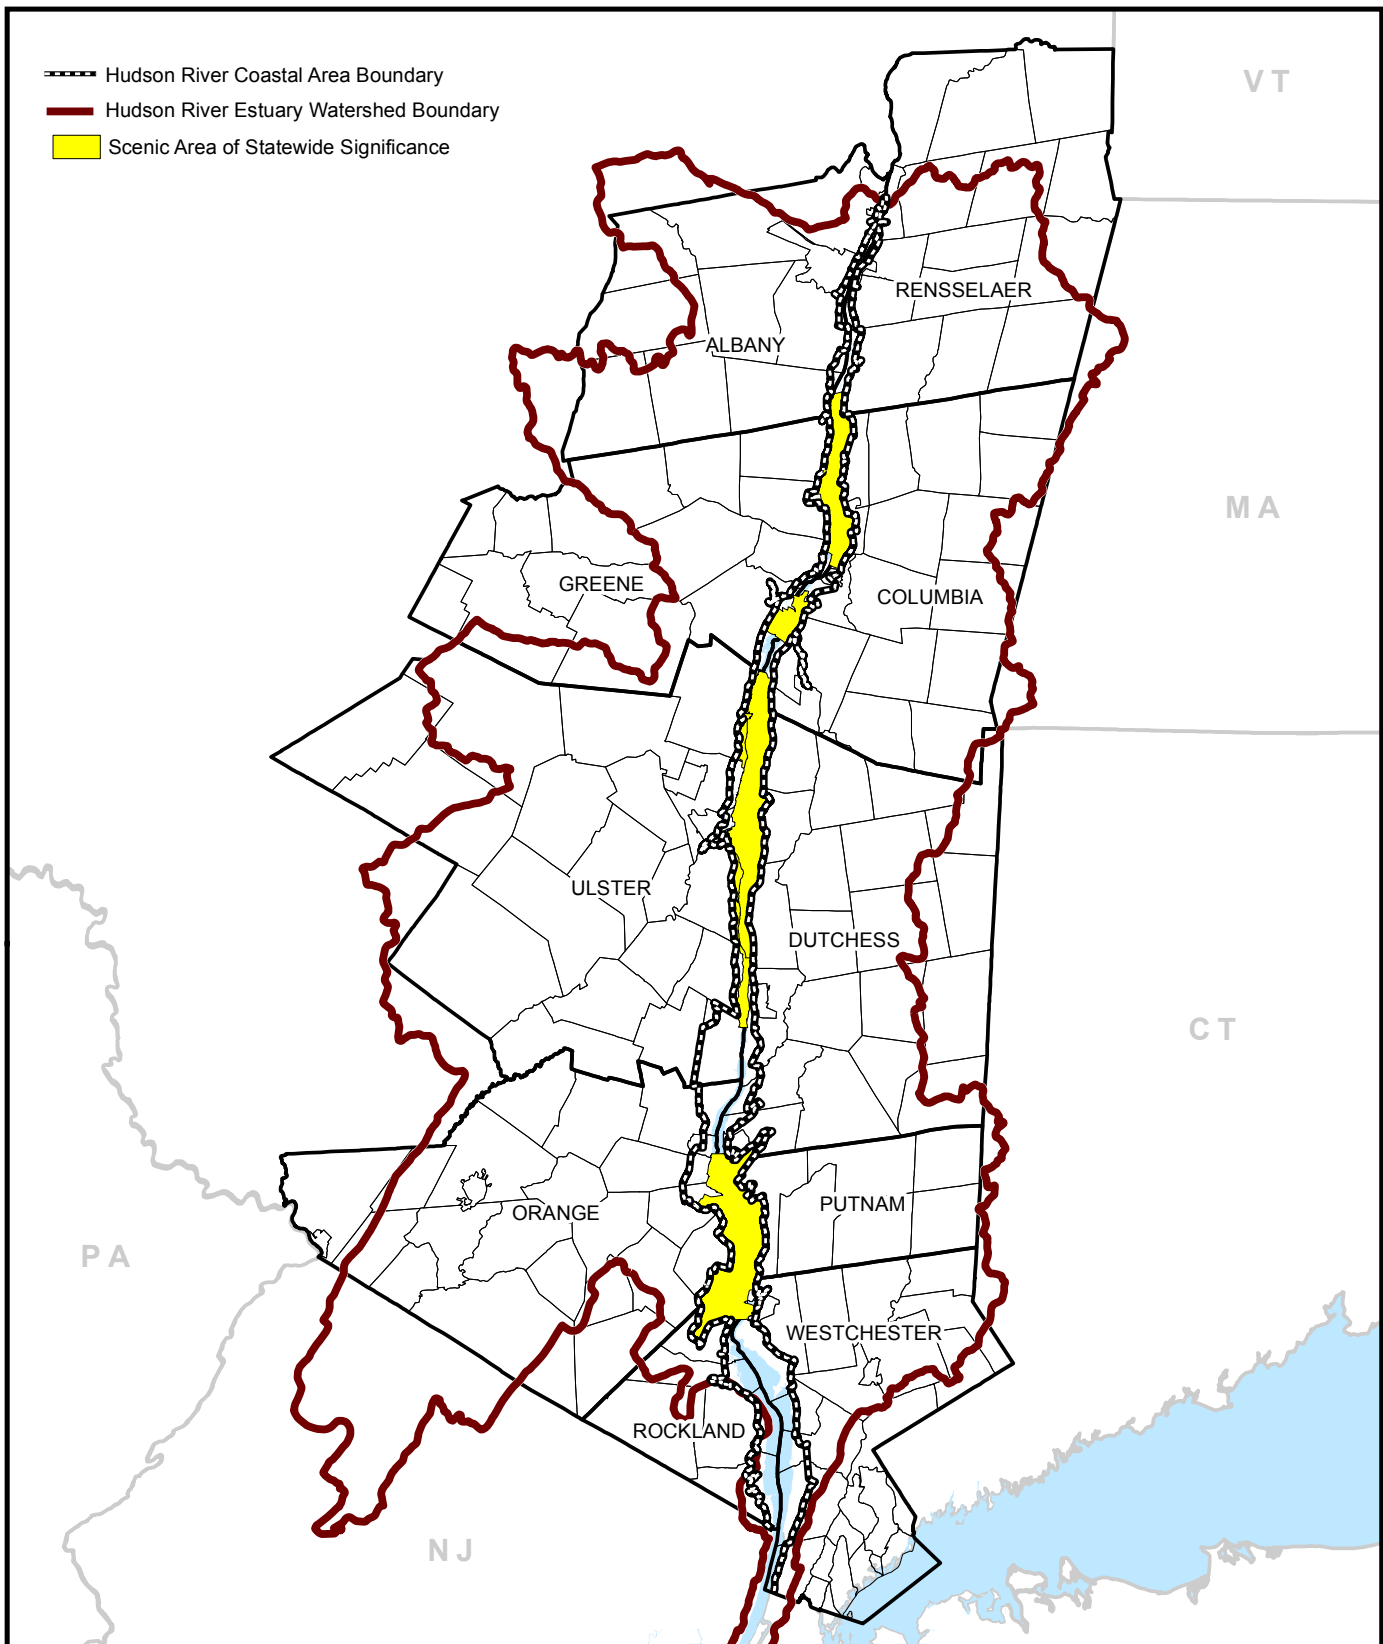 Hudson River Coastal Area Boundary
Hudson River Estuary Watershed Boundary
Scenic Area of Statewide Significance
VT
RENSSELAER
ALBANY
MA
GREENE
COLUMBIA
ULSTER
DUTCHESS
CT
PUTNAM
ORANGE
PA
WESTCHESTER
ROCKLAND
NJ